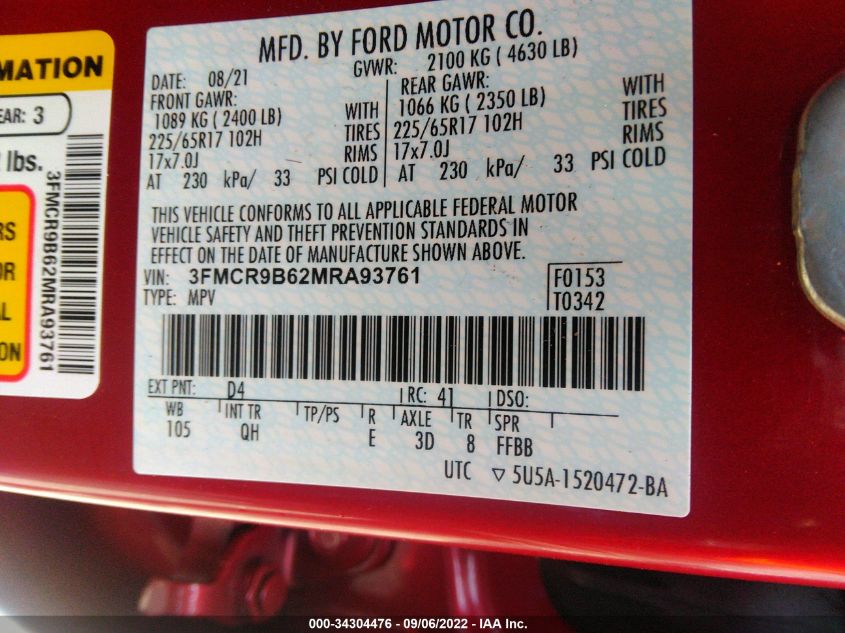 MATION
EAR: 3
lbs.
RS
OR
AL
ON
3FMCR9B62MRA93761
MFD. BY FORD MOTOR CO.
DATE: 08/21 GVWR: 2100 KG ( 4630 LB)
FRONT GAWR: REAR GAWR:
1089 KG ( 2400 LB) WITH 1066 KG ( 2350 LB) WITH
225/65R17 102H TIRES 225/65R17 102H TIRES
17x7.0J RIMS 17x7.0J RIMS
AT 230 kPa/ 33 PSI COLD AT 230 kPa/ 33 PSI COLD
THIS VEHICLE CONFORMS TO ALL APPLICABLE FEDERAL MOTOR
VEHICLE SAFETY AND THEFT PREVENTION STANDARDS IN
EFFECT ON THE DATE OF MANUFACTURE SHOWN ABOVE.
VIN: 3FMCR9B62MRA93761 F0153
TYPE: MPV T0342
EXT PNT: D4 RC: 41 DSO:
WB INT TR TP/PS R AXLE TR SPR
105 QH E 3D 8 FFBB
UTC ▽ 5U5A-1520472-BA
000-34304476 - 09/06/2022 - IAA Inc.